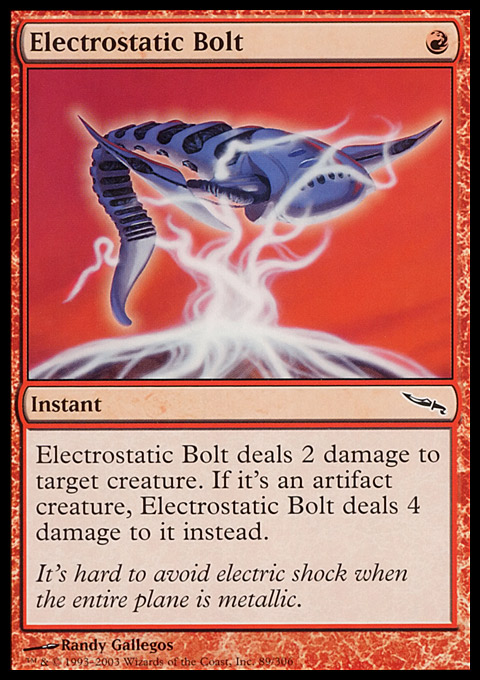 Electrostatic Bolt
Instant
Electrostatic Bolt deals 2 damage to
target creature. If it's an artifact
creature, Electrostatic Bolt deals 4
damage to it instead.
It's hard to avoid electric shock when
the entire plane is metallic.
Randy Gallegos
™ & © 1993–2003 Wizards of the Coast, Inc. 89/306